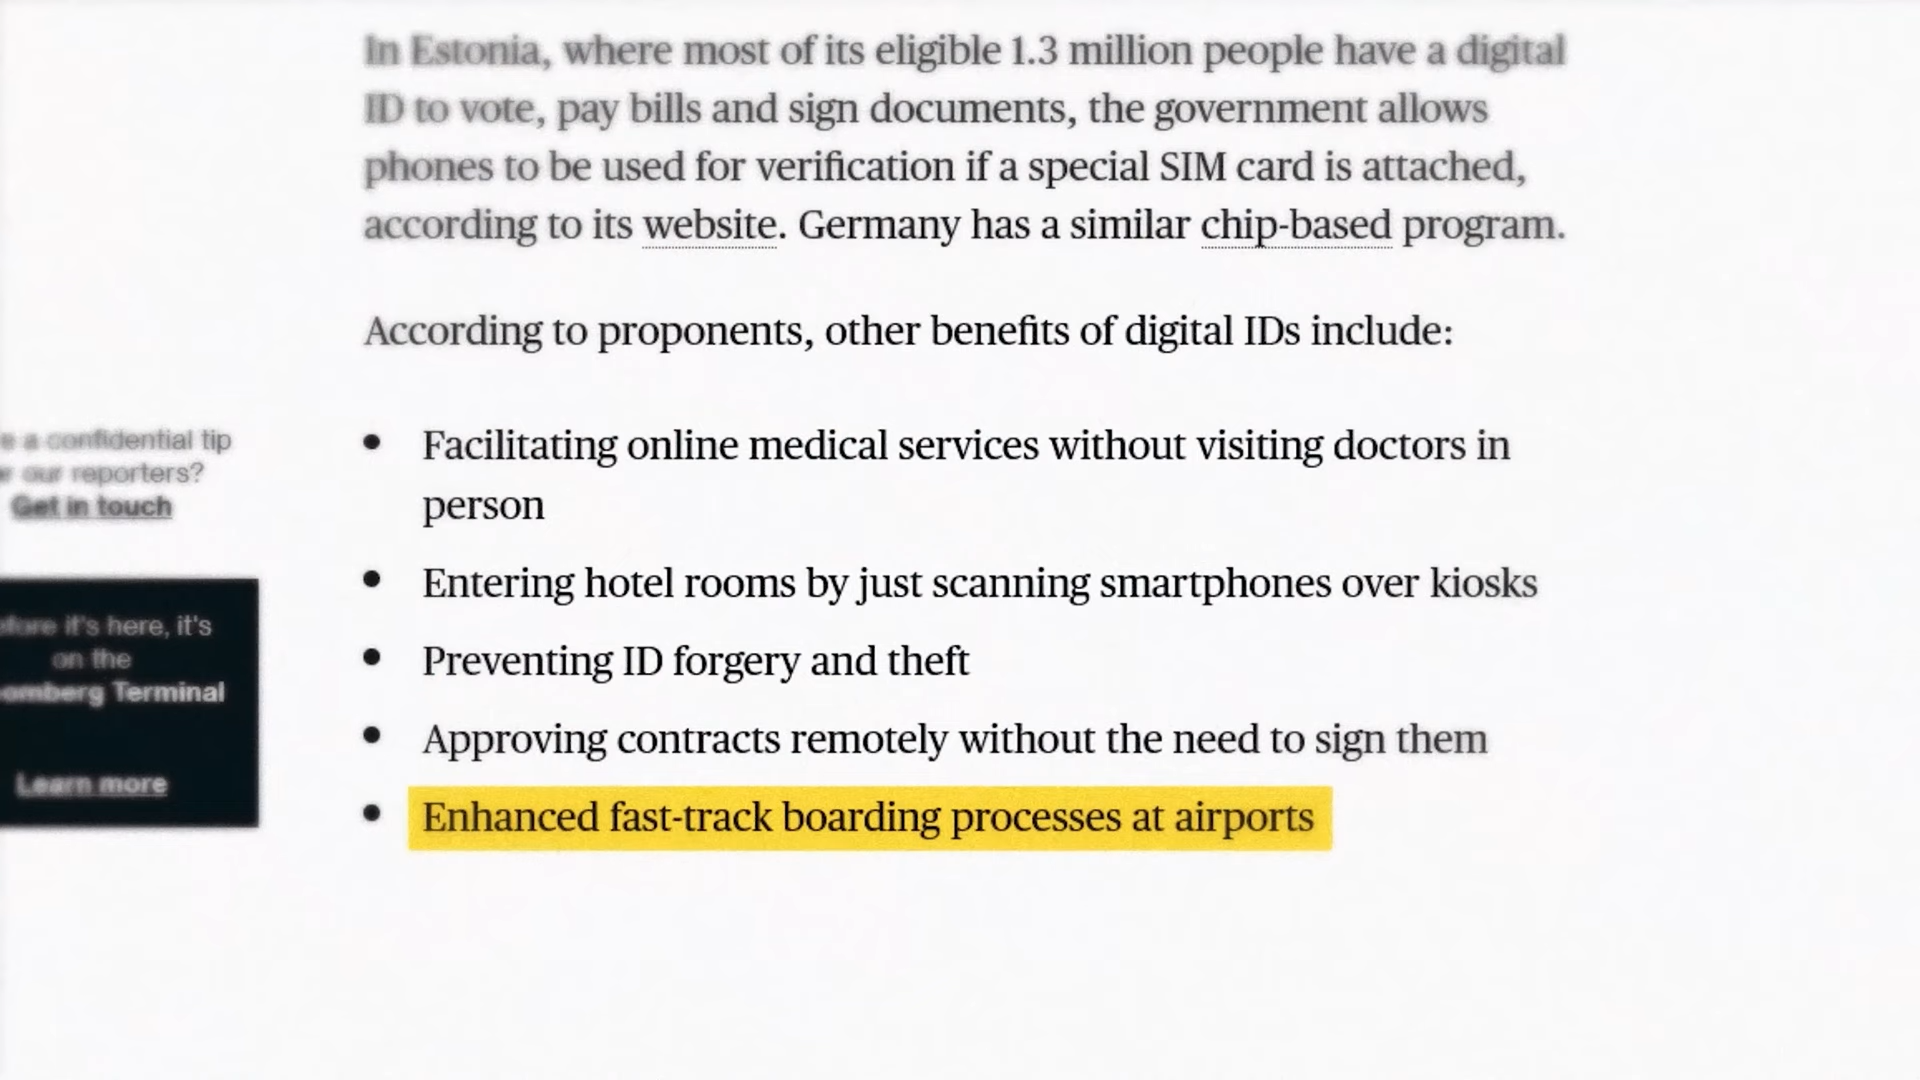 In Estonia, where most of its eligible 1.3 million people have a digital
ID to vote, pay bills and sign documents, the government allows
phones to be used for verification if a special SIM card is attached,
according to its website. Germany has a similar chip-based program.
According to proponents, other benefits of digital IDs include:
• Facilitating online medical services without visiting doctors in
person
• Entering hotel rooms by just scanning smartphones over kiosks
• Preventing ID forgery and theft
• Approving contracts remotely without the need to sign them
• Enhanced fast-track boarding processes at airports
a confidential tip
our reporters?
Get in touch
it's here, it's
on the
Terminal
Learn more